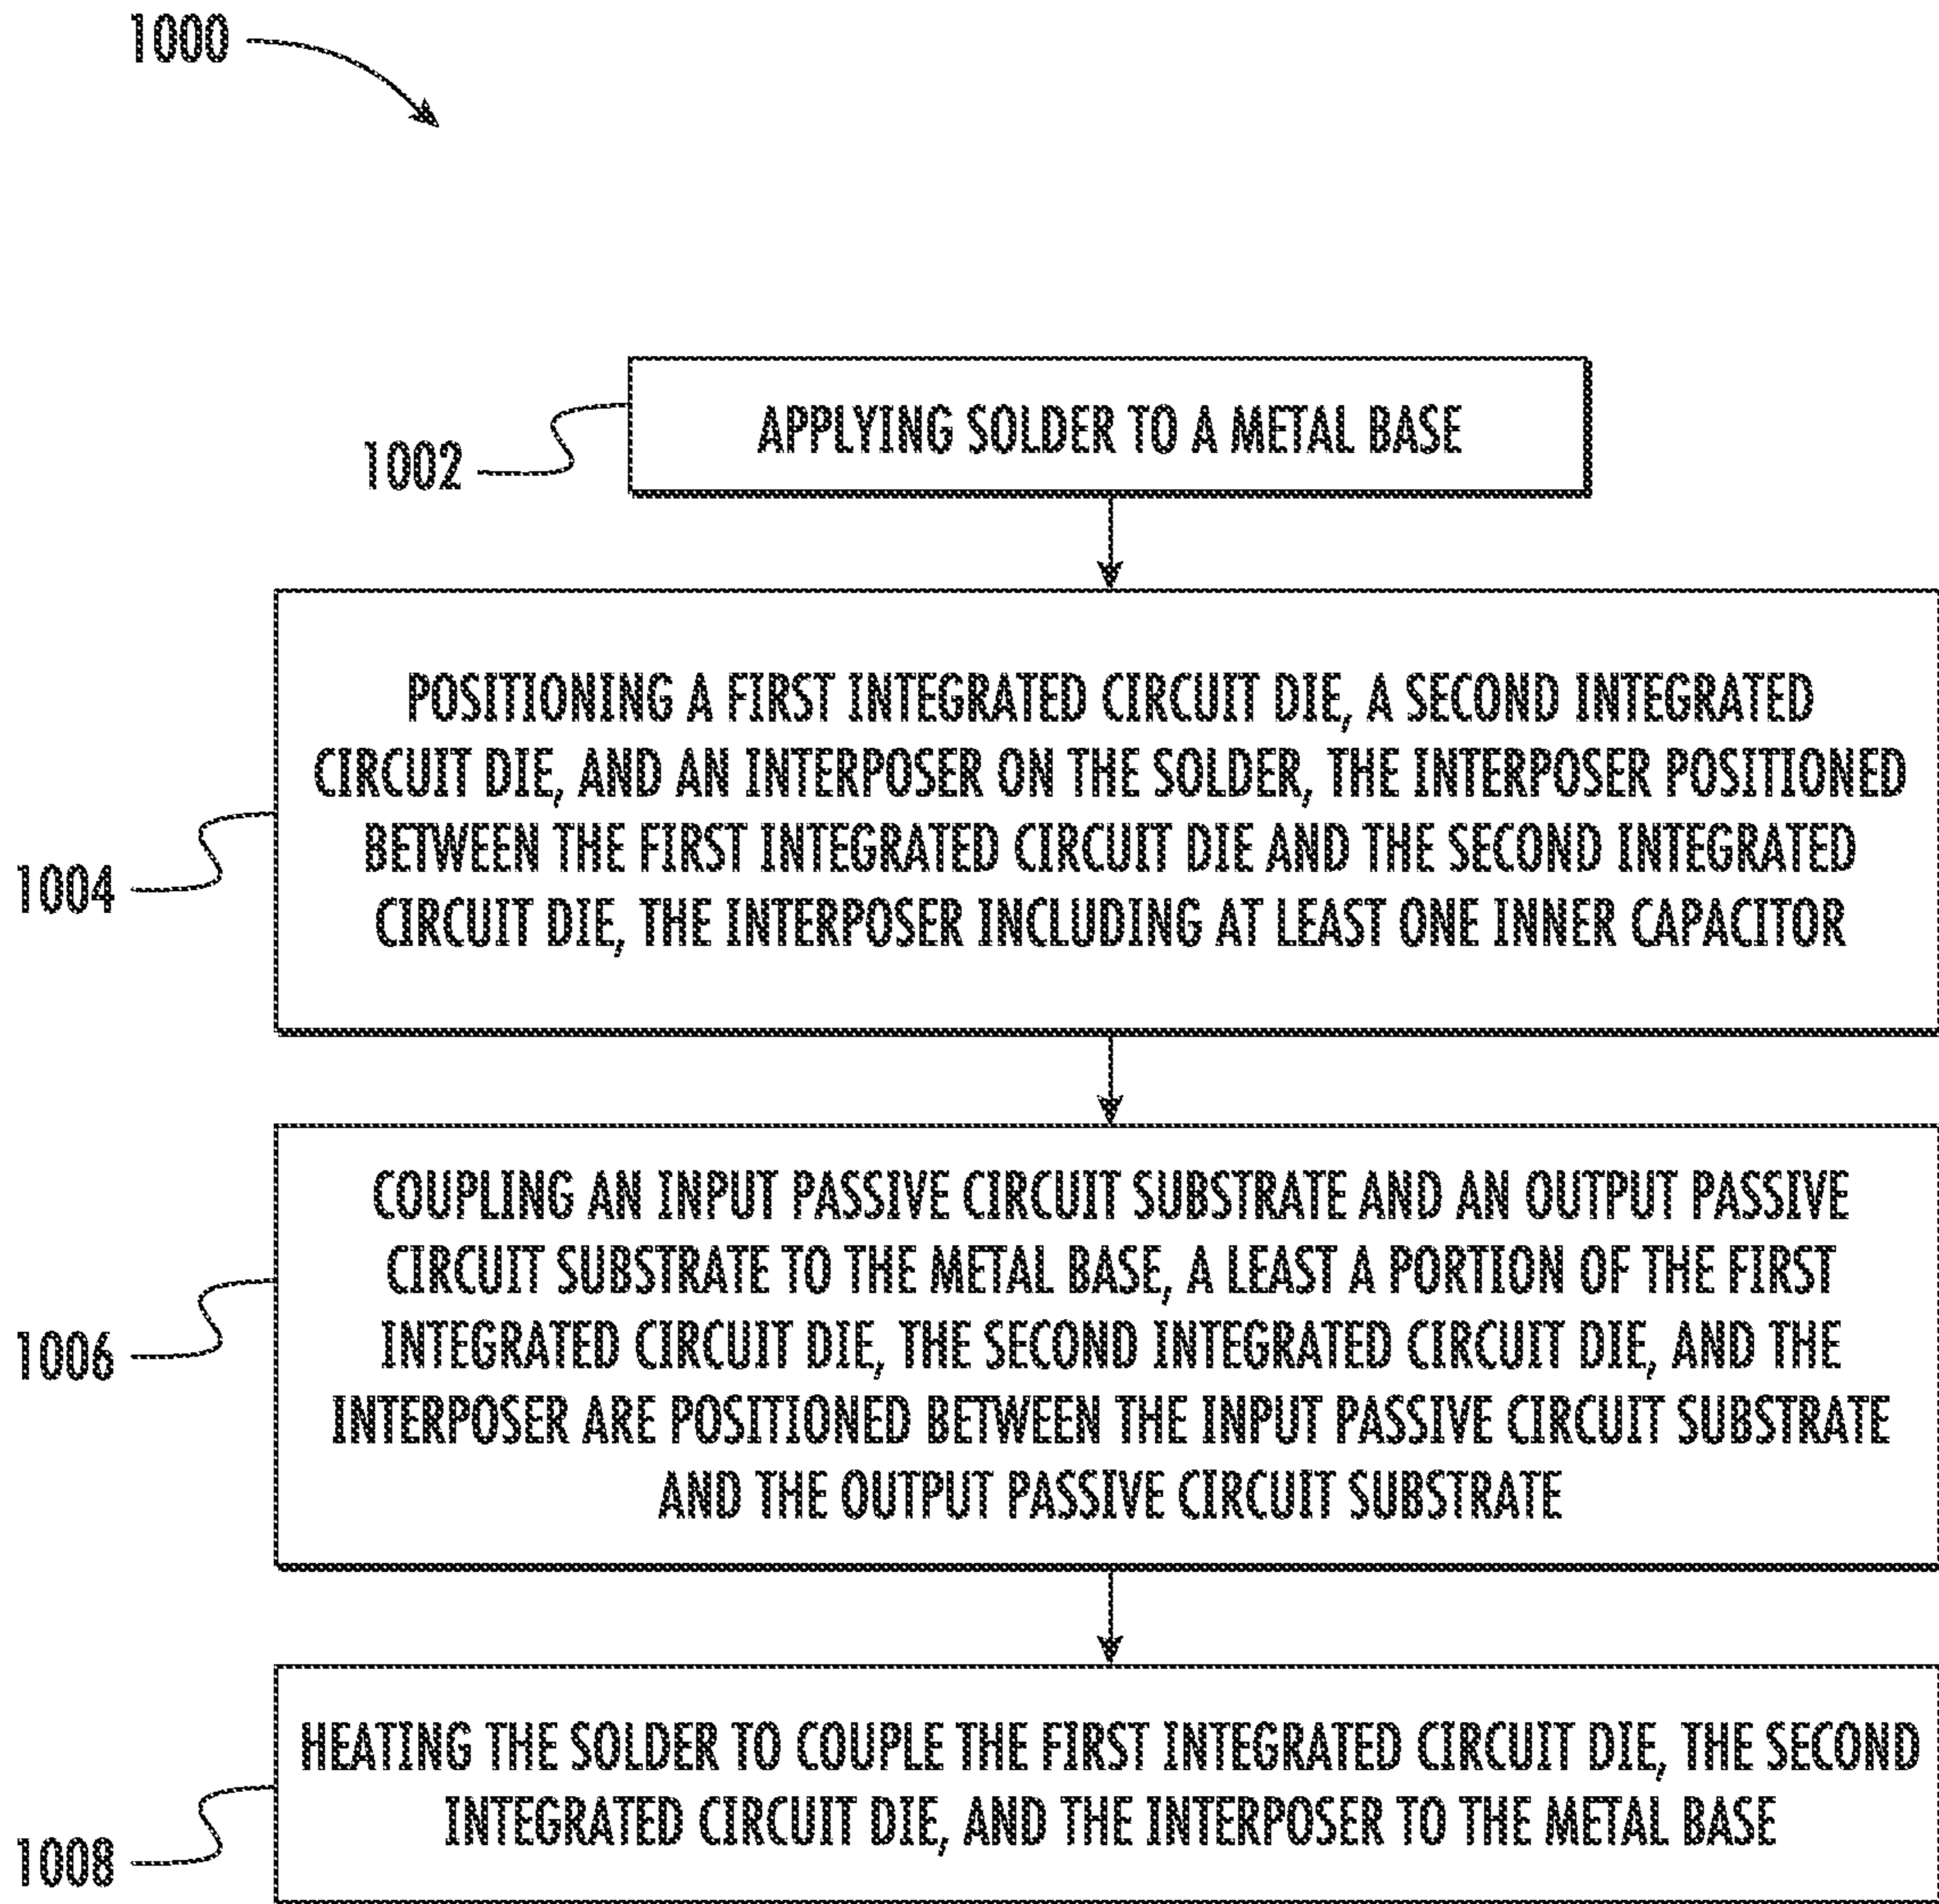 1000
1002
APPLYING SOLDER TO A METAL BASE
POSITIONING A FIRST INTEGRATED CIRCUIT DIE, A SECOND INTEGRATED
CIRCUIT DIE, AND AN INTERPOSER ON THE SOLDER, THE INTERPOSER POSITIONED
BETWEEN THE FIRST INTEGRATED CIRCUIT DIE AND THE SECOND INTEGRATED
CIRCUIT DIE, THE INTERPOSER INCLUDING AT LEAST ONE INNER CAPACITOR
1004
COUPLING AN INPUT PASSIVE CIRCUIT SUBSTRATE AND AN OUTPUT PASSIVE
CIRCUIT SUBSTRATE TO THE METAL BASE, A LEAST A PORTION OF THE FIRST
INTEGRATED CIRCUIT DIE, THE SECOND INTEGRATED CIRCUIT DIE, AND THE
INTERPOSER ARE POSITIONED BETWEEN THE INPUT PASSIVE CIRCUIT SUBSTRATE
AND THE OUTPUT PASSIVE CIRCUIT SUBSTRATE
1006
HEATING THE SOLDER TO COUPLE THE FIRST INTEGRATED CIRCUIT DIE, THE SECOND
INTEGRATED CIRCUIT DIE, AND THE INTERPOSER TO THE METAL BASE
1008